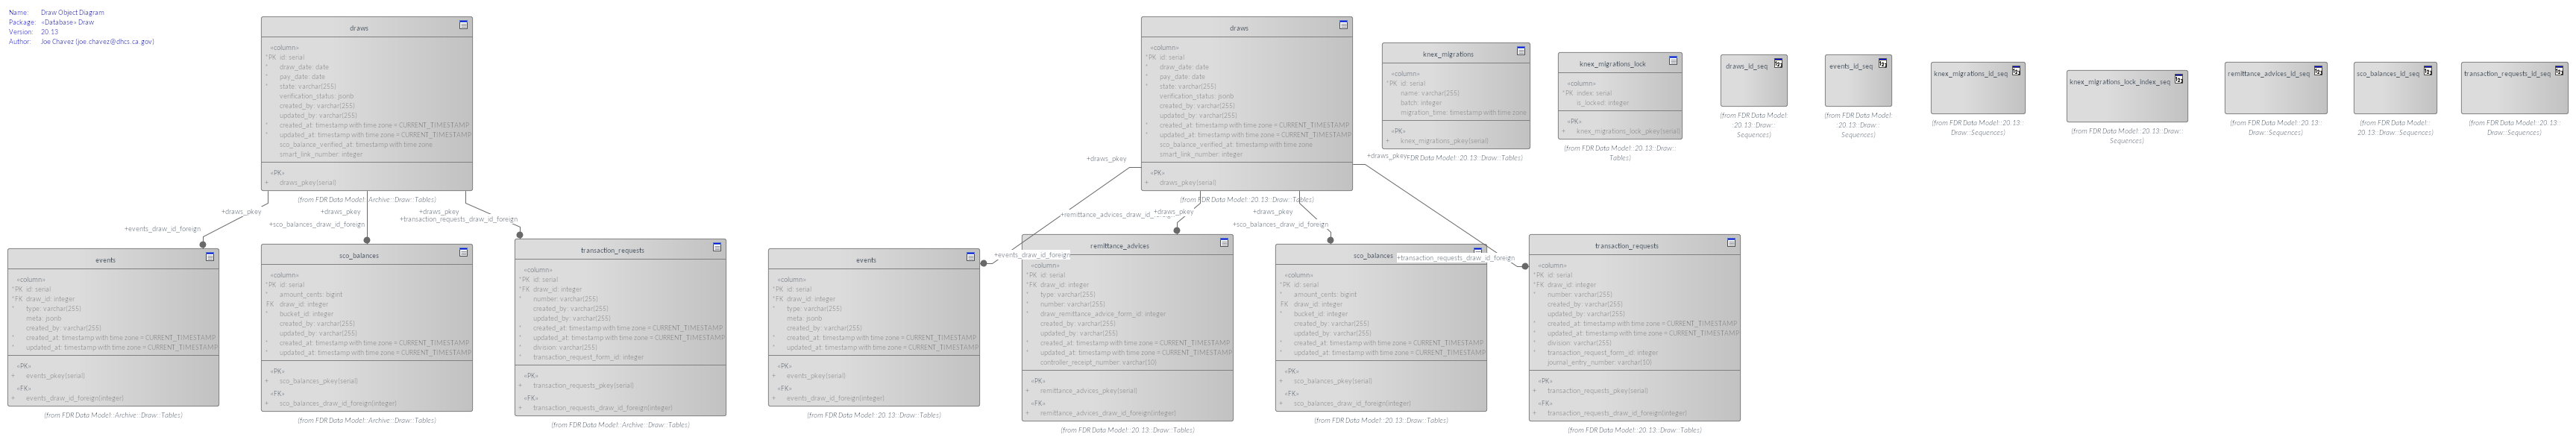 Name: Draw Object Diagram
Package: «Database» Draw
Version: 20.13
Author: Joe Chavez (joe.chavez@dhcs.ca.gov)
draws
«column»
*PK id: serial
* draw_date: date
* pay_date: date
* state: varchar(255)
verification_status: jsonb
created_by: varchar(255)
updated_by: varchar(255)
* created_at: timestamp with time zone = CURRENT_TIMESTAMP
* updated_at: timestamp with time zone = CURRENT_TIMESTAMP
sco_balance_verified_at: timestamp with time zone
smart_link_number: integer
«PK»
+ draws_pkey(serial)
(from FDR Data Model::Archive::Draw::Tables)
+draws_pkey
+events_draw_id_foreign
+draws_pkey
+sco_balances_draw_id_foreign
+draws_pkey
+transaction_requests_draw_id_foreign
events
«column»
*PK id: serial
*FK draw_id: integer
* type: varchar(255)
meta: jsonb
created_by: varchar(255)
* created_at: timestamp with time zone = CURRENT_TIMESTAMP
* updated_at: timestamp with time zone = CURRENT_TIMESTAMP
«PK»
+ events_pkey(serial)
«FK»
+ events_draw_id_foreign(integer)
(from FDR Data Model::Archive::Draw::Tables)
sco_balances
«column»
*PK id: serial
* amount_cents: bigint
FK draw_id: integer
* bucket_id: integer
created_by: varchar(255)
updated_by: varchar(255)
* created_at: timestamp with time zone = CURRENT_TIMESTAMP
* updated_at: timestamp with time zone = CURRENT_TIMESTAMP
«PK»
+ sco_balances_pkey(serial)
«FK»
+ sco_balances_draw_id_foreign(integer)
(from FDR Data Model::Archive::Draw::Tables)
transaction_requests
«column»
*PK id: serial
*FK draw_id: integer
* number: varchar(255)
created_by: varchar(255)
updated_by: varchar(255)
* created_at: timestamp with time zone = CURRENT_TIMESTAMP
* updated_at: timestamp with time zone = CURRENT_TIMESTAMP
* division: varchar(255)
* transaction_request_form_id: integer
«PK»
+ transaction_requests_pkey(serial)
«FK»
+ transaction_requests_draw_id_foreign(integer)
(from FDR Data Model::Archive::Draw::Tables)
draws
«column»
*PK id: serial
* draw_date: date
* pay_date: date
* state: varchar(255)
verification_status: jsonb
created_by: varchar(255)
updated_by: varchar(255)
* created_at: timestamp with time zone = CURRENT_TIMESTAMP
* updated_at: timestamp with time zone = CURRENT_TIMESTAMP
sco_balance_verified_at: timestamp with time zone
smart_link_number: integer
«PK»
+ draws_pkey(serial)
(from FDR Data Model::20.13::Draw::Tables)
+draws_pkey
+events_draw_id_foreign
+draws_pkey
+remittance_advices_draw_id_
+draws_pkey
+sco_balances_draw_id_foreign
+draws_pkey
+transaction_requests_draw_id_foreign
events
«column»
*PK id: serial
*FK draw_id: integer
* type: varchar(255)
meta: jsonb
created_by: varchar(255)
* created_at: timestamp with time zone = CURRENT_TIMESTAMP
* updated_at: timestamp with time zone = CURRENT_TIMESTAMP
«PK»
+ events_pkey(serial)
«FK»
+ events_draw_id_foreign(integer)
(from FDR Data Model::20.13::Draw::Tables)
remittance_advices
«column»
*PK id: serial
*FK draw_id: integer
* type: varchar(255)
* number: varchar(255)
* draw_remittance_advice_form_id: integer
created_by: varchar(255)
updated_by: varchar(255)
* created_at: timestamp with time zone = CURRENT_TIMESTAMP
* updated_at: timestamp with time zone = CURRENT_TIMESTAMP
controller_receipt_number: varchar(10)
«PK»
+ remittance_advices_pkey(serial)
«FK»
+ remittance_advices_draw_id_foreign(integer)
(from FDR Data Model::20.13::Draw::Tables)
sco_balances
«column»
*PK id: serial
* amount_cents: bigint
FK draw_id: integer
* bucket_id: integer
created_by: varchar(255)
updated_by: varchar(255)
* created_at: timestamp with time zone = CURRENT_TIMESTAMP
* updated_at: timestamp with time zone = CURRENT_TIMESTAMP
«PK»
+ sco_balances_pkey(serial)
«FK»
+ sco_balances_draw_id_foreign(integer)
(from FDR Data Model::20.13::Draw::Tables)
transaction_requests
«column»
*PK id: serial
*FK draw_id: integer
* number: varchar(255)
created_by: varchar(255)
updated_by: varchar(255)
* created_at: timestamp with time zone = CURRENT_TIMESTAMP
* updated_at: timestamp with time zone = CURRENT_TIMESTAMP
* division: varchar(255)
* transaction_request_form_id: integer
journal_entry_number: varchar(10)
«PK»
+ transaction_requests_pkey(serial)
«FK»
+ transaction_requests_draw_id_foreign(integer)
(from FDR Data Model::20.13::Draw::Tables)
knex_migrations
«column»
*PK id: serial
name: varchar(255)
batch: integer
migration_time: timestamp with time zone
«PK»
+ knex_migrations_pkey(serial)
FDR Data Model::20.13::Draw::Tables)
knex_migrations_lock
«column»
*PK index: serial
is_locked: integer
«PK»
+ knex_migrations_lock_pkey(serial)
(from FDR Data Model::20.13::Draw::
Tables)
draws_id_seq
(from FDR Data Model::
20.13::Draw::
Sequences)
events_id_seq
(from FDR Data Model::
20.13::Draw::
Sequences)
knex_migrations_id_seq
(from FDR Data Model::20.13::
Draw::Sequences)
knex_migrations_lock_index_seq
(from FDR Data Model::20.13::Draw::
Sequences)
remittance_advices_id_seq
(from FDR Data Model::20.13::
Draw::Sequences)
sco_balances_id_seq
(from FDR Data Model::
20.13::Draw::Sequences)
transaction_requests_id_seq
(from FDR Data Model::20.13::
Draw::Sequences)